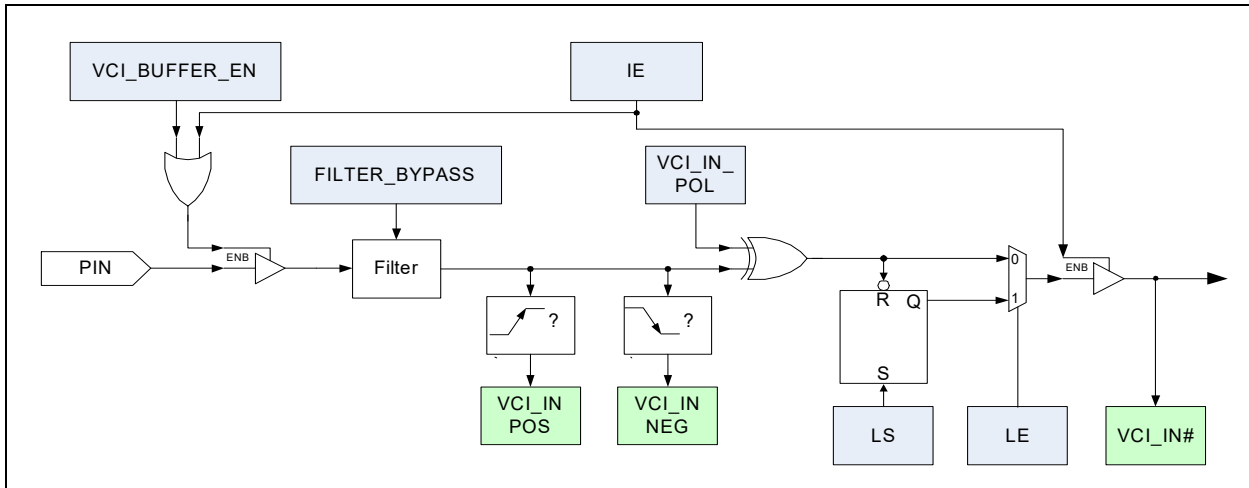 VCI_BUFFER_EN
IE
FILTER_BYPASS
VCI_IN_
POL
PIN
ENB
Filter
0
ENB
1
R
Q
?
?
S
VCI_IN
POS
VCI_IN
NEG
LS
LE
VCI_IN#